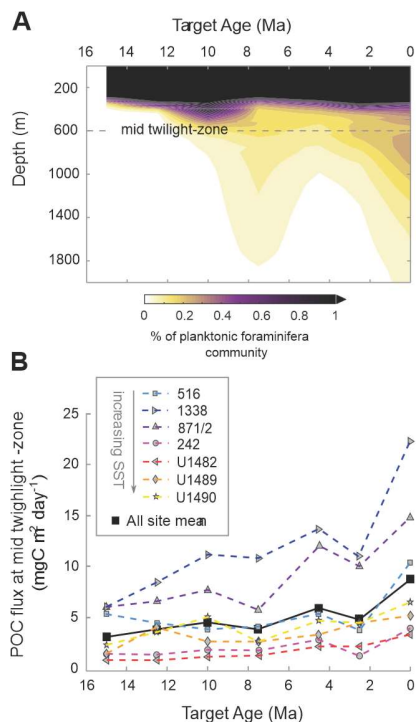 A
Target Age (Ma)
16 14 12 10 8 6 4 2 0
200
600
1000
1400
1800
Depth (m)
mid twilight-zone
0 0.2 0.4 0.6 0.8 1
% of planktonic foraminifera
community
B
increasing SST
516
1338
871/2
242
U1482
U1489
U1490
All site mean
25
20
15
10
5
0
POC flux at mid twighlight -zone
(mgC m² day⁻¹)
16 14 12 10 8 6 4 2 0
Target Age (Ma)